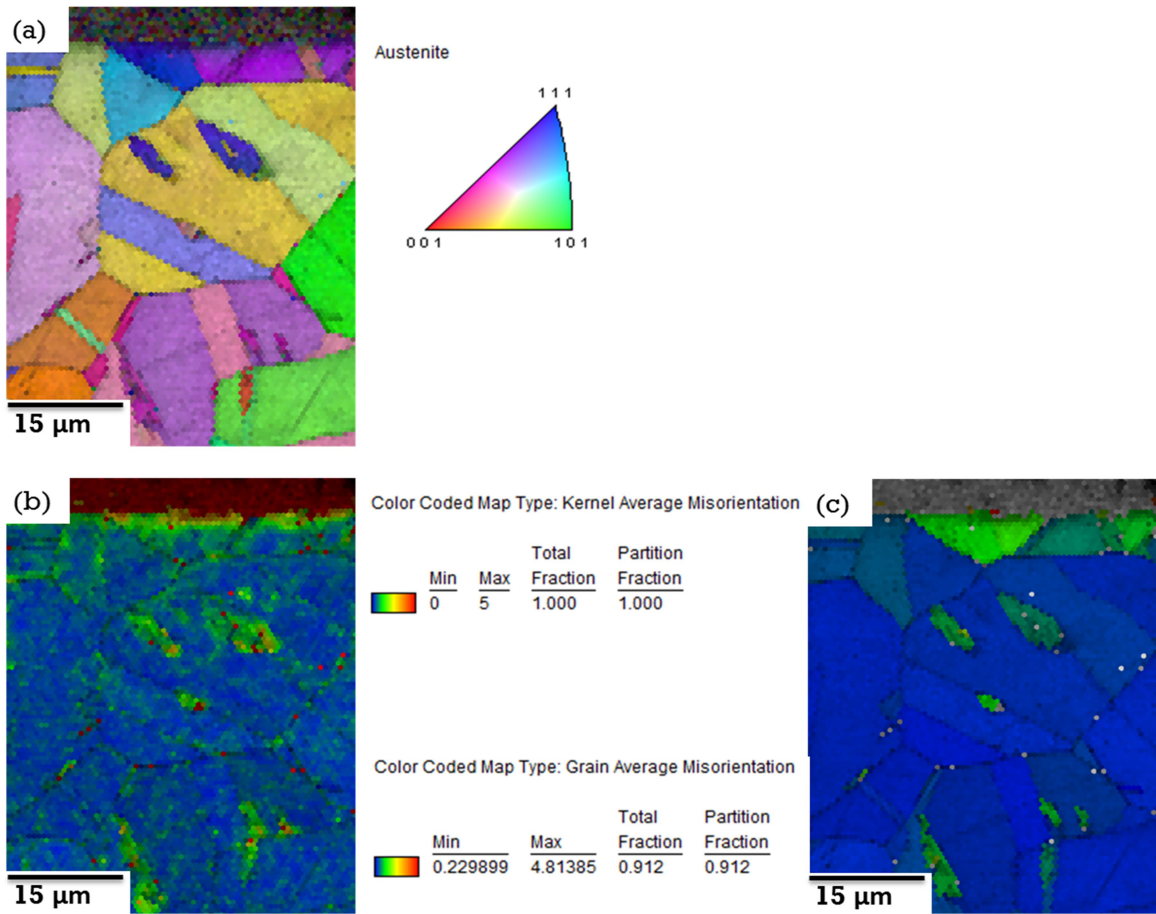 (a)
Austenite
1 1 1
0 0 1
1 0 1
15 µm
(b)
Color Coded Map Type: Kernel Average Misorientation
(c)
Total Partition
Min Max Fraction Fraction
0 5 1.000 1.000
Color Coded Map Type: Grain Average Misorientation
Total Partition
Min Max Fraction Fraction
0.229899 4.81385 0.912 0.912
15 µm
15 µm